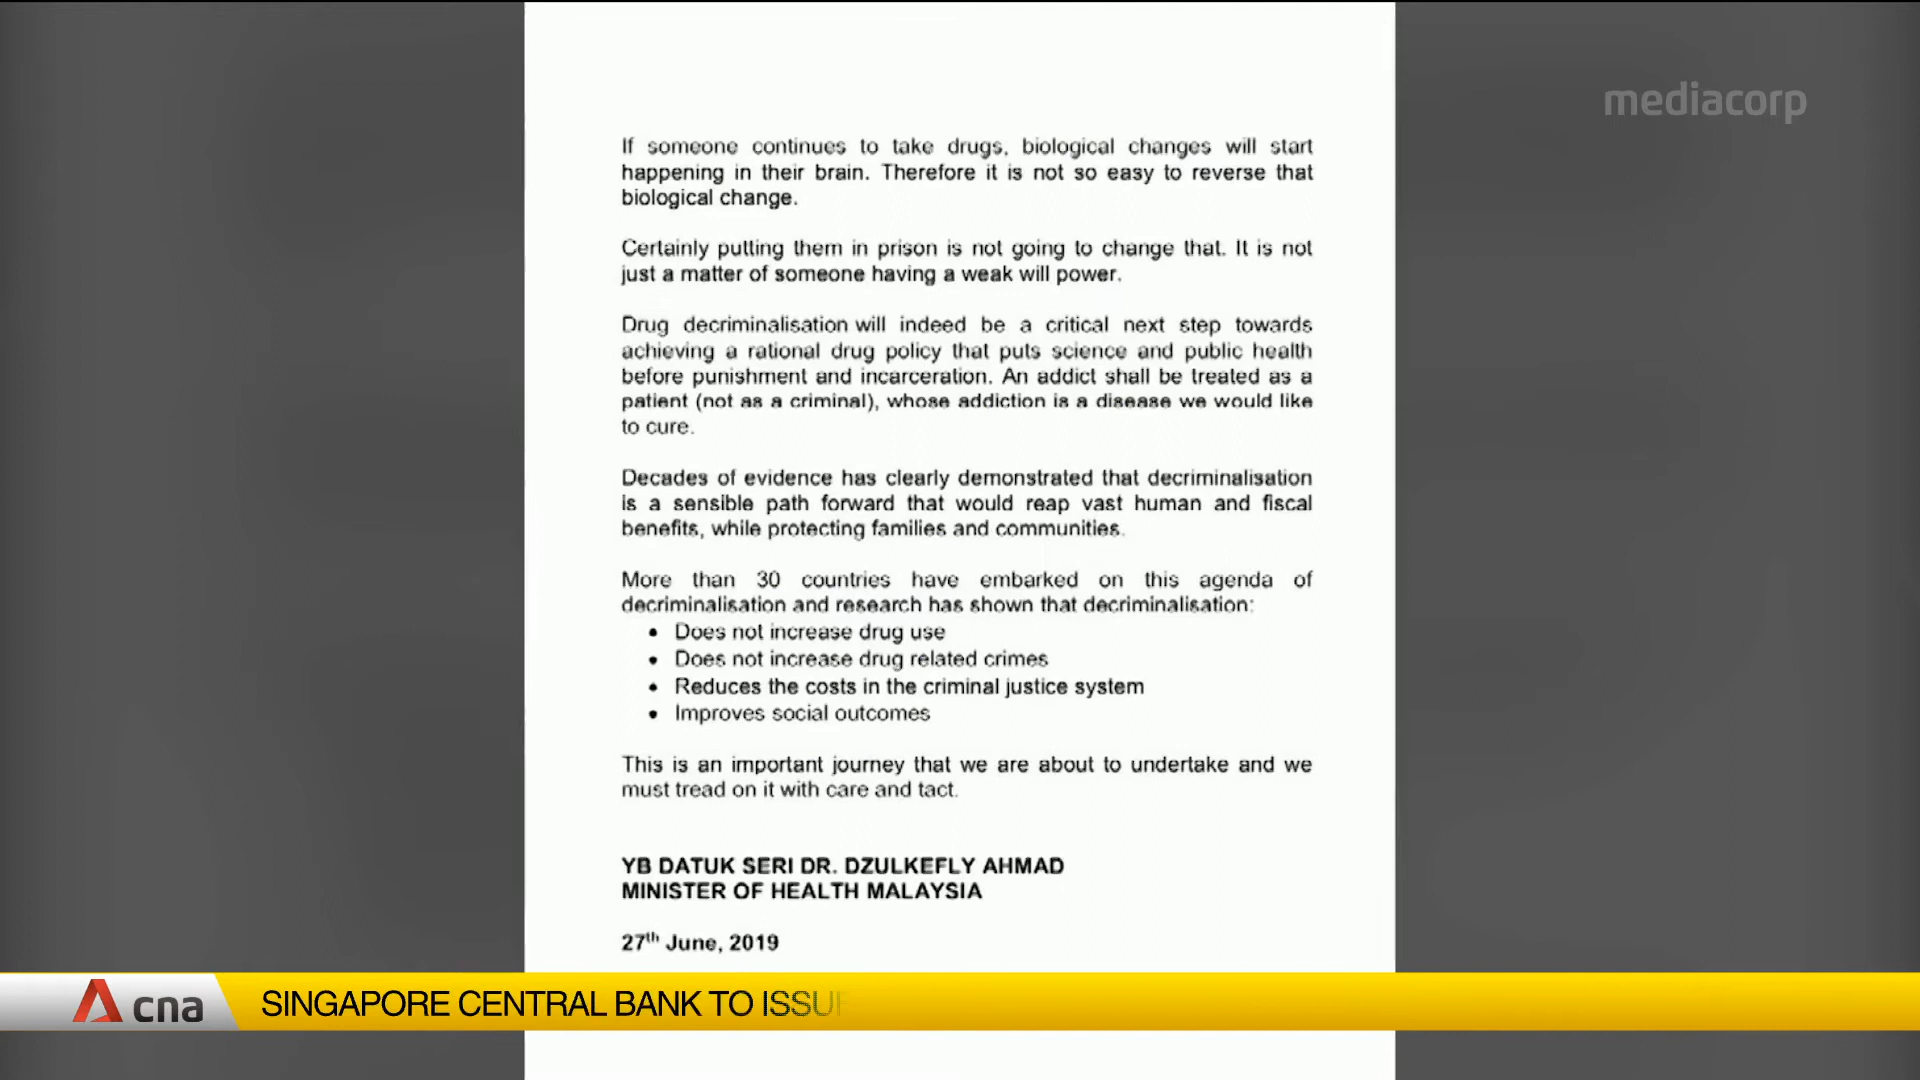 mediacorp
If someone continues to take drugs, biological changes will start
happening in their brain. Therefore it is not so easy to reverse that
biological change.
Certainly putting them in prison is not going to change that. It is not
just a matter of someone having a weak will power.
Drug decriminalisation will indeed be a critical next step towards
achieving a rational drug policy that puts science and public health
before punishment and incarceration. An addict shall be treated as a
patient (not as a criminal), whose addiction is a disease we would like
to cure.
Decades of evidence has clearly demonstrated that decriminalisation
is a sensible path forward that would reap vast human and fiscal
benefits, while protecting families and communities.
More than 30 countries have embarked on this agenda of
decriminalisation and research has shown that decriminalisation:
• Does not increase drug use
• Does not increase drug related crimes
• Reduces the costs in the criminal justice system
• Improves social outcomes
This is an important journey that we are about to undertake and we
must tread on it with care and tact.
YB DATUK SERI DR. DZULKEFLY AHMAD
MINISTER OF HEALTH MALAYSIA
27th June, 2019
cna
SINGAPORE CENTRAL BANK TO